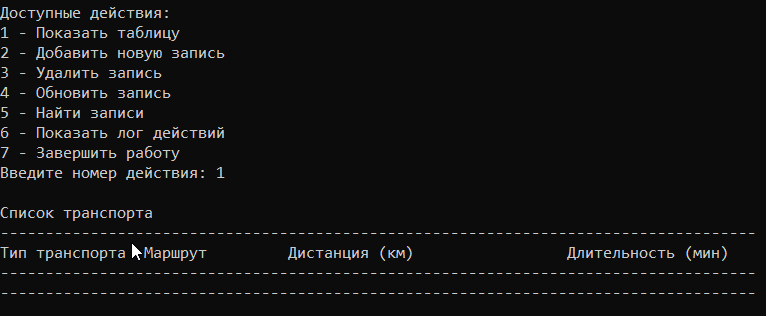 Доступные действия:
1 - Показать таблицу
2 - Добавить новую запись
3 - Удалить запись
4 - Обновить запись
5 - Найти записи
6 - Показать лог действий
7 - Завершить работу
Введите номер действия: 1
Список транспорта
------------------------------------------------------------------------------------
Тип транспорта Маршрут Дистанция (км) Длительность (мин)
------------------------------------------------------------------------------------
------------------------------------------------------------------------------------